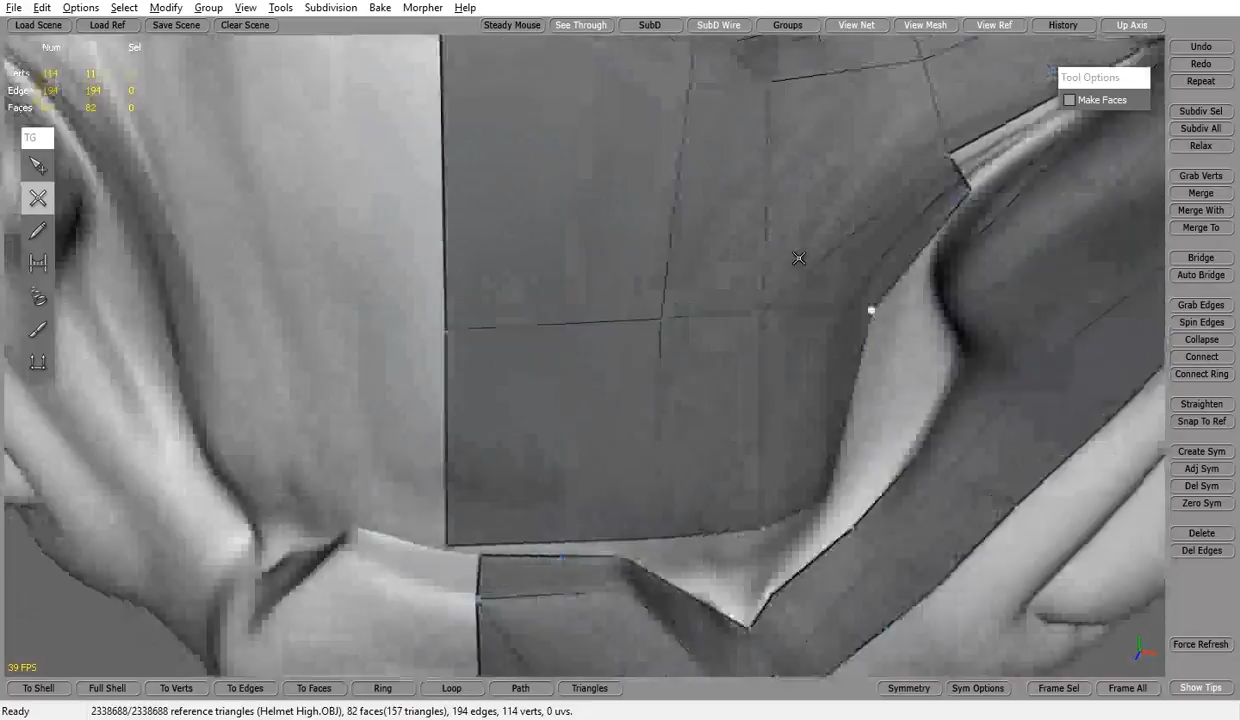 File Edit Options Select Modify Group View Tools Subdivision Bake Morpher Help
Load Scene Load Ref Save Scene Clear Scene Steady Mouse See Through SubD SubD Wire Groups View Net View Mesh View Ref History Up Axis
Num Sel
114
Edge 194 194 0
Faces 82 0
TG
Tool Options
Make Faces
Undo
Redo
Repeat
Subdiv Sel
Subdiv All
Relax
Grab Verts
Merge
Merge With
Merge To
Bridge
Auto Bridge
Grab Edges
Spin Edges
Collapse
Connect
Connect Ring
Straighten
Snap To Ref
Create Sym
Adj Sym
Del Sym
Zero Sym
Delete
Del Edges
Force Refresh
39 FPS
To Shell Full Shell To Verts To Edges To Faces Ring Loop Path Triangles Symmetry Sym Options Frame Sel Frame All Show Tips
Ready 2338688/2338688 reference triangles (Helmet High.OBJ), 82 faces(157 triangles), 194 edges, 114 verts, 0 uvs.